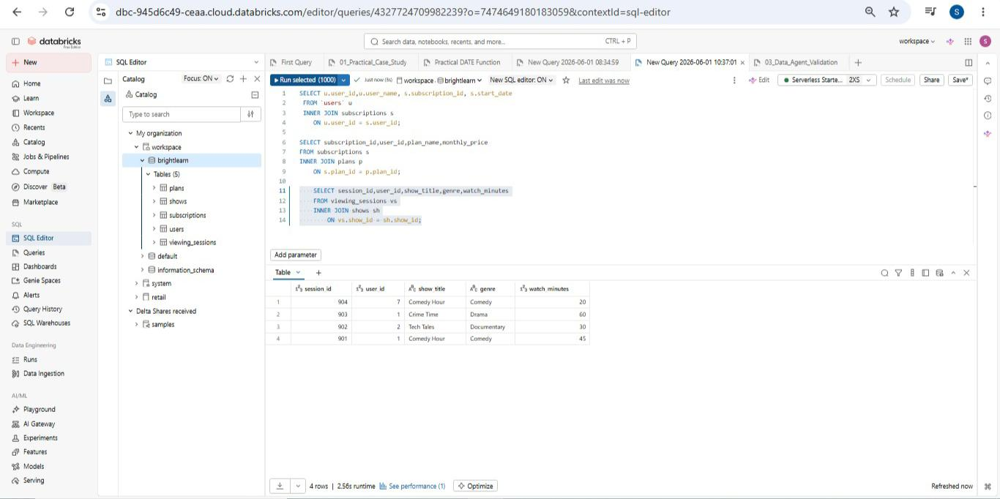 dbc-945d6c49-ceaa.cloud.databricks.com/editor/queries/4327724709982239?o=7474649180183059&contextId=sql-editor
S
databricks
Free Edition
Search data, notebooks, recents, and more...
CTRL + P
workspace
S
New
Home
Learn
Workspace
Recents
Catalog
Jobs & Pipelines
Compute
Discover Beta
Marketplace
SQL
SQL Editor
Queries
Dashboards
Genie Spaces
Alerts
Query History
SQL Warehouses
Data Engineering
Runs
Data Ingestion
AI/ML
Playground
AI Gateway
Experiments
Features
Models
Serving
SQL Editor
Catalog
Focus: ON
Catalog
Type to search
My organization
workspace
brightlearn
Tables (5)
plans
shows
subscriptions
users
viewing_sessions
default
information_schema
system
retail
Delta Shares received
samples
First Query
01_Practical_Case_Study
Practical DATE Function
New Query 2026-06-01 08:34:59
New Query 2026-06-01 10:37:01
03_Data_Agent_Validation
Run selected (1000)
Just now (3s)
workspace.
brightlearn
New SQL editor: ON
Last edit was now
Edit
Serverless Starte... 2XS
Schedule
Share
Save*
1 SELECT u.user_id,u.user_name, s.subscription_id, s.start_date
2 FROM `users` u
3 INNER JOIN subscriptions s
4 ON u.user_id = s.user_id;
5
6 SELECT subscription_id,user_id,plan_name,monthly_price
7 FROM subscriptions s
8 INNER JOIN plans p
9 ON s.plan_id = p.plan_id;
10
11 SELECT session_id,user_id,show_title,genre,watch_minutes
12 FROM viewing_sessions vs
13 INNER JOIN shows sh
14 ON vs.show_id = sh.show_id;
Add parameter
Table
session_id user_id show_title genre watch_minutes
1 904 7 Comedy Hour Comedy 20
2 903 1 Crime Time Drama 60
3 902 2 Tech Tales Documentary 30
4 901 1 Comedy Hour Comedy 45
4 rows | 2.56s runtime
See performance (1)
Optimize
Refreshed now